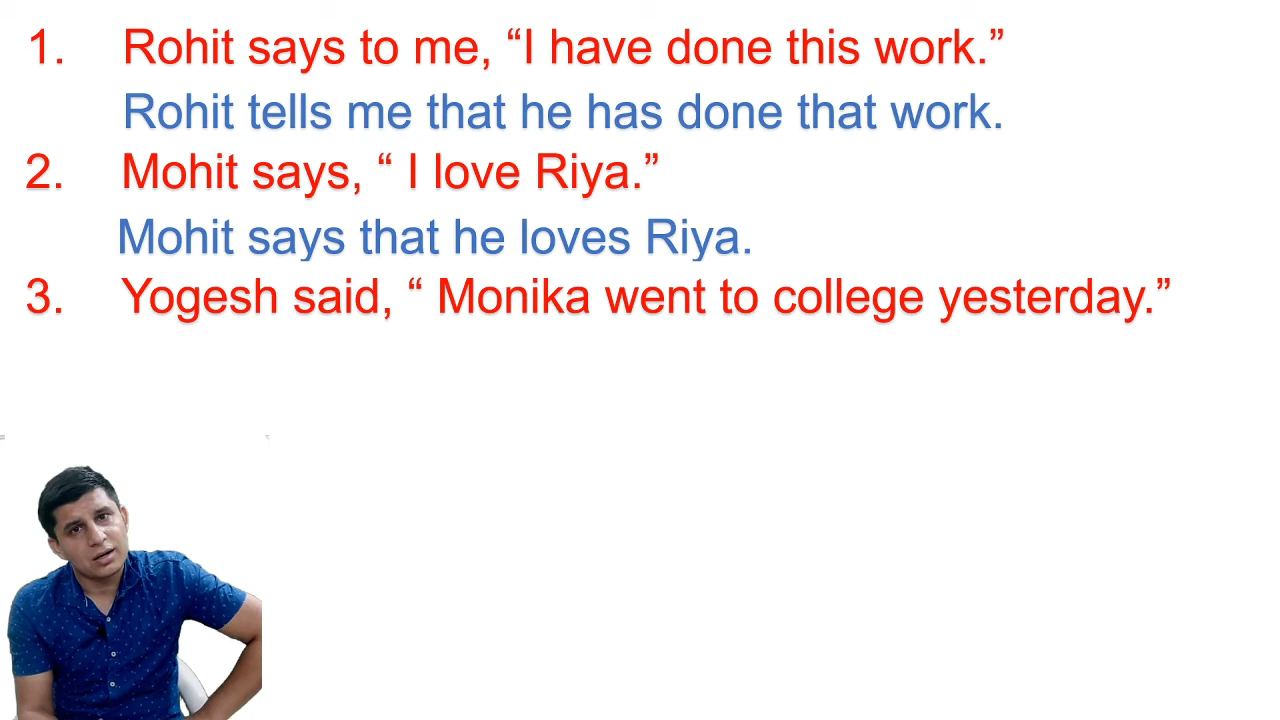 1. Rohit says to me, “I have done this work.”
Rohit tells me that he has done that work.
2. Mohit says, “ I love Riya.”
Mohit says that he loves Riya.
3. Yogesh said, “ Monika went to college yesterday.”